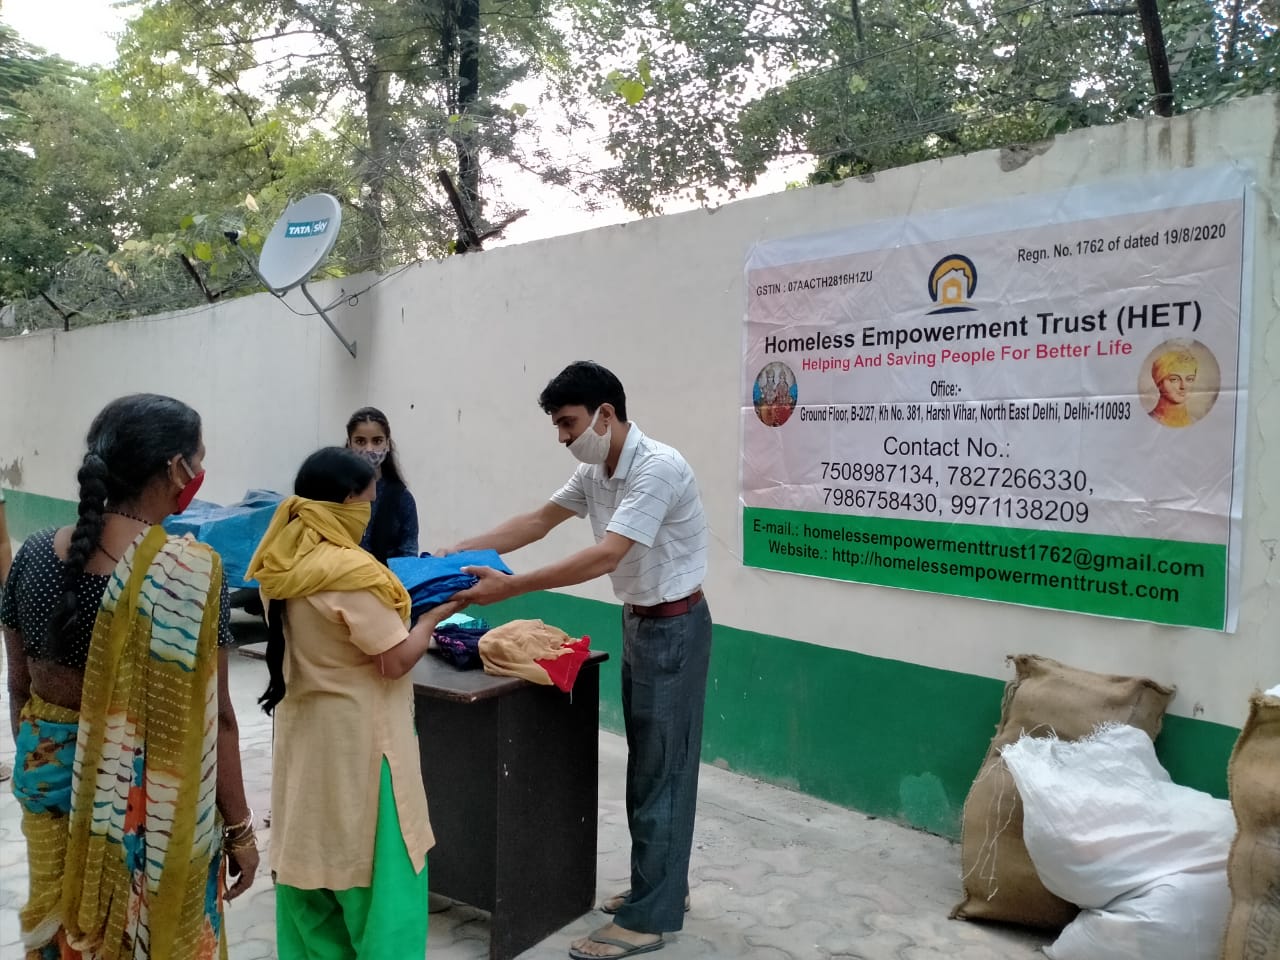 TATA sky
Regn. No. 1762 of dated 19/8/2020
GSTIN : 07AACTH2816H1ZU
Homeless Empowerment Trust (HET)
Helping And Saving People For Better Life
Office:-
Ground Floor, B-2/27, Kh No. 381, Harsh Vihar, North East Delhi, Delhi-110093
Contact No.:
7508987134, 7827266330,
7986758430, 9971138209
E-mail.: homelessempowermenttrust1762@gmail.com
Website.: http://homelessempowermenttrust.com